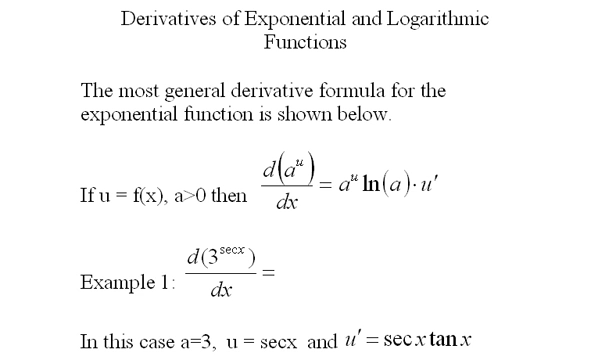 Derivatives of Exponential and Logarithmic
Functions
The most general derivative formula for the
exponential function is shown below.
If u = f(x), a>0 then d(a^u)/dx = a^u ln(a)·u′
Example 1: d(3^secx)/dx =
In this case a=3, u = secx and u′ = sec x tan x